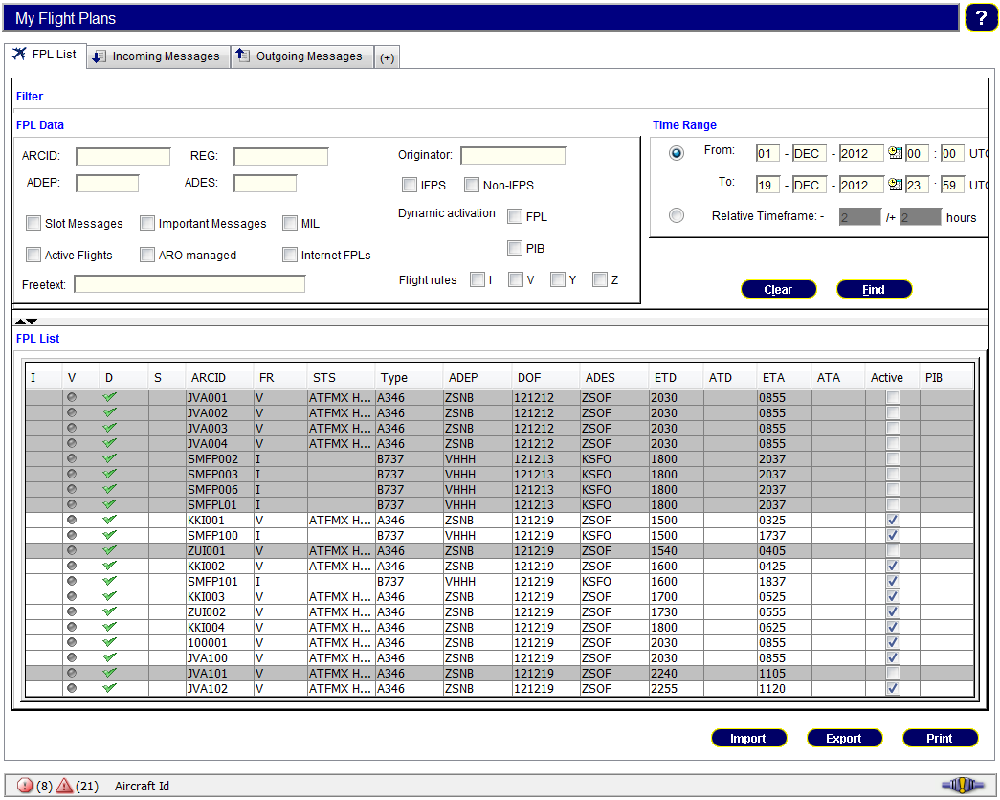 My Flight Plans ?
FPL List Incoming Messages Outgoing Messages (+)
Filter
FPL Data Time Range
ARCID: REG: Originator: From: 01 - DEC - 2012 00 : 00 UTC
ADEP: ADES: IFPS Non-IFPS To: 19 - DEC - 2012 23 : 59 UTC
Slot Messages Important Messages MIL Dynamic activation FPL Relative Timeframe: - 2 /+ 2 hours
Active Flights ARO managed Internet FPLs PIB
Freetext: Flight rules I V Y Z
Clear Find
FPL List
I V D S ARCID FR STS Type ADEP DOF ADES ETD ATD ETA ATA Active PIB
JVA001 V ATFMX H... A346 ZSNB 121212 ZSOF 2030 0855
JVA002 V ATFMX H... A346 ZSNB 121212 ZSOF 2030 0855
JVA003 V ATFMX H... A346 ZSNB 121212 ZSOF 2030 0855
JVA004 V ATFMX H... A346 ZSNB 121212 ZSOF 2030 0855
SMFP002 I B737 VHHH 121213 KSFO 1800 2037
SMFP003 I B737 VHHH 121213 KSFO 1800 2037
SMFP006 I B737 VHHH 121213 KSFO 1800 2037
SMFPL01 I B737 VHHH 121213 KSFO 1800 2037
KKI001 V ATFMX H... A346 ZSNB 121219 ZSOF 1500 0325
SMFP100 I B737 VHHH 121219 KSFO 1500 1737
ZUI001 V ATFMX H... A346 ZSNB 121219 ZSOF 1540 0405
KKI002 V ATFMX H... A346 ZSNB 121219 ZSOF 1600 0425
SMFP101 I B737 VHHH 121219 KSFO 1600 1837
KKI003 V ATFMX H... A346 ZSNB 121219 ZSOF 1700 0525
ZUI002 V ATFMX H... A346 ZSNB 121219 ZSOF 1730 0555
KKI004 V ATFMX H... A346 ZSNB 121219 ZSOF 1800 0625
100001 V ATFMX H... A346 ZSNB 121219 ZSOF 2030 0855
JVA100 V ATFMX H... A346 ZSNB 121219 ZSOF 2030 0855
JVA101 V ATFMX H... A346 ZSNB 121219 ZSOF 2240 1105
JVA102 V ATFMX H... A346 ZSNB 121219 ZSOF 2255 1120
Import Export Print
(8) (21) Aircraft Id